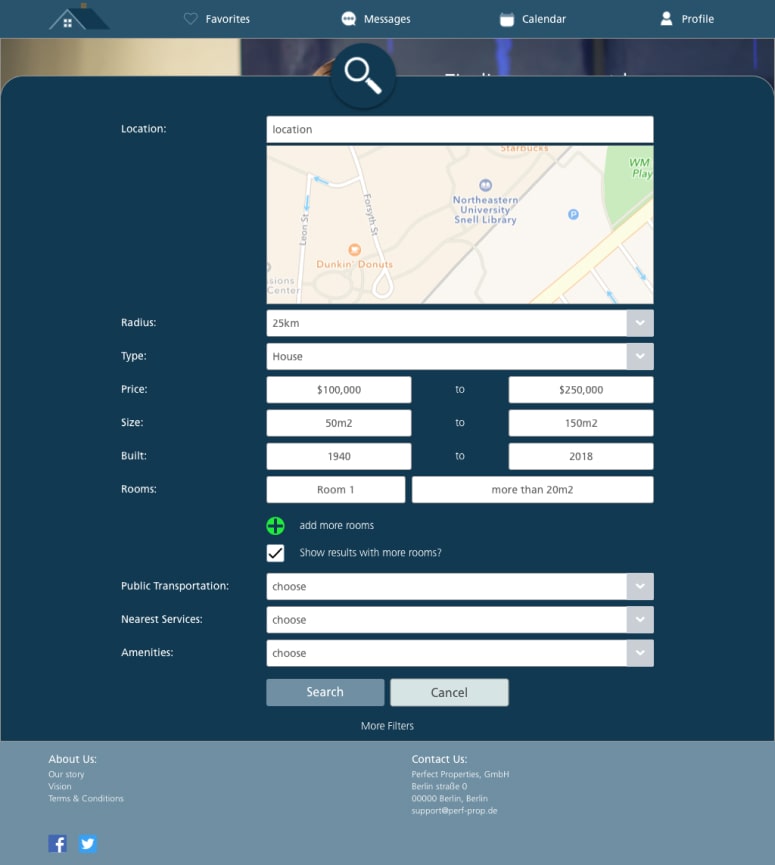 Favorites
Messages
Calendar
Profile
Location:
location
Starbucks
WM
Play
Northeastern
University
Snell Library
P
Forsyth St
Leon St
Dunkin' Donuts
sions
Center
Radius:
25km
Type:
House
Price:
$100,000
to
$250,000
Size:
50m2
to
150m2
Built:
1940
to
2018
Rooms:
Room 1
more than 20m2
add more rooms
Show results with more rooms?
Public Transportation:
choose
Nearest Services:
choose
Amenities:
choose
Search
Cancel
More Filters
About Us:
Our story
Vision
Terms & Conditions
Contact Us:
Perfect Properties, GmbH
Berlin straße 0
00000 Berlin, Berlin
support@perf-prop.de
f